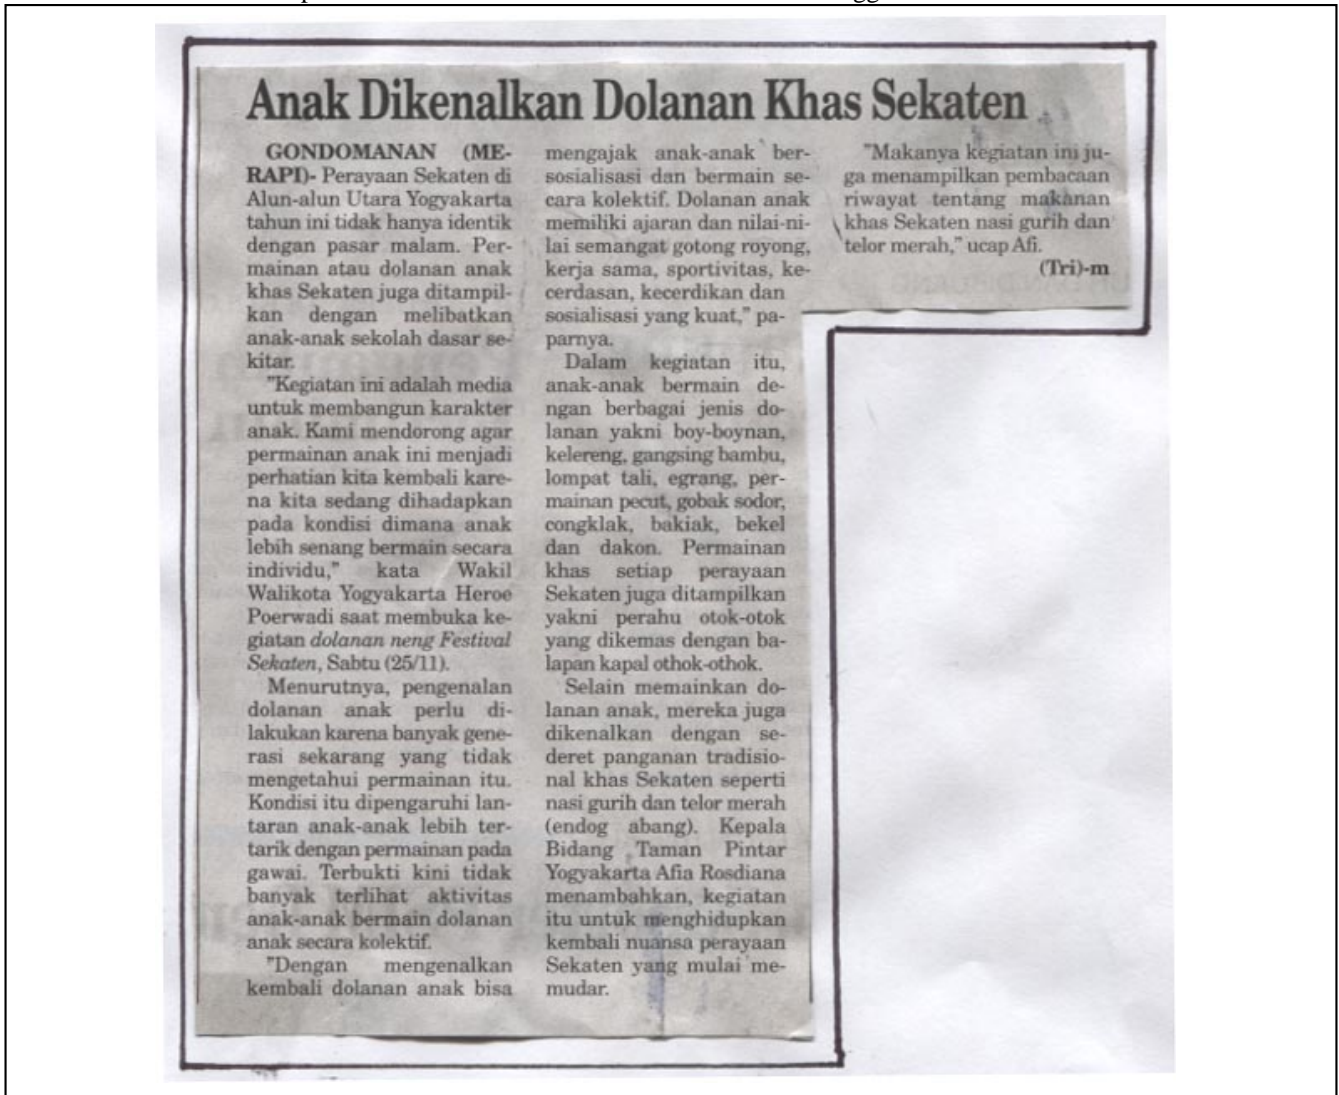 Anak Dikenalkan Dolanan Khas Sekaten
GONDOMANAN (ME-
RAPI)- Perayaan Sekaten di
Alun-alun Utara Yogyakarta
tahun ini tidak hanya identik
dengan pasar malam. Per-
mainan atau dolanan anak
khas Sekaten juga ditampil-
kan dengan melibatkan
anak-anak sekolah dasar se-
kitar.
"Kegiatan ini adalah media
untuk membangun karakter
anak. Kami mendorong agar
permainan anak ini menjadi
perhatian kita kembali kare-
na kita sedang dihadapkan
pada kondisi dimana anak
lebih senang bermain secara
individu," kata Wakil
Walikota Yogyakarta Heroe
Poerwadi saat membuka ke-
giatan dolanan neng Festival
Sekaten, Sabtu (25/11).
Menurutnya, pengenalan
dolanan anak perlu di-
lakukan karena banyak gene-
rasi sekarang yang tidak
mengetahui permainan itu.
Kondisi itu dipengaruhi lan-
taran anak-anak lebih ter-
tarik dengan permainan pada
gawai. Terbukti kini tidak
banyak terlihat aktivitas
anak-anak bermain dolanan
anak secara kolektif.
"Dengan mengenalkan
kembali dolanan anak bisa
mengajak anak-anak ber-
sosialisasi dan bermain se-
cara kolektif. Dolanan anak
memiliki ajaran dan nilai-ni-
lai semangat gotong royong,
kerja sama, sportivitas, ke-
cerdasan, kecerdikan dan
sosialisasi yang kuat," pa-
parnya.
Dalam kegiatan itu,
anak-anak bermain de-
ngan berbagai jenis do-
lanan yakni boy-boynan,
kelereng, gangsing bambu,
lompat tali, egrang, per-
mainan pecut, gobak sodor,
congklak, bakiak, bekel
dan dakon. Permainan
khas setiap perayaan
Sekaten juga ditampilkan
yakni perahu otok-otok
yang dikemas dengan ba-
lapan kapal othok-othok.
Selain memainkan do-
lanan anak, mereka juga
dikenalkan dengan se-
deret panganan tradisio-
nal khas Sekaten seperti
nasi gurih dan telor merah
(endog abang). Kepala
Bidang Taman Pintar
Yogyakarta Afia Rosdiana
menambahkan, kegiatan
itu untuk menghidupkan
kembali nuansa perayaan
Sekaten yang mulai me-
mudar.
"Makanya kegiatan ini ju-
ga menampilkan pembacaan
riwayat tentang makanan
khas Sekaten nasi gurih dan
telor merah," ucap Afi.
(Tri)-m